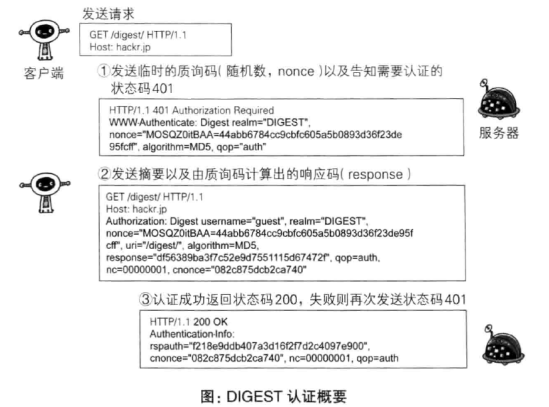 发送请求
GET /digest/ HTTP/1.1
Host: hackr.jp
客户端
①发送临时的质询码(随机数，nonce)以及告知需要认证的
状态码401
HTTP/1.1 401 Authorization Required
WWW-Authenticate: Digest realm="DIGEST",
nonce="MOSQZ0itBAA=44abb6784cc9cbfc605a5b0893d36f23de
95fcff", algorithm=MD5, qop="auth"
服务器
②发送摘要以及由质询码计算出的响应码(response)
GET /digest/ HTTP/1.1
Host: hackr.jp
Authorization: Digest username="guest", realm="DIGEST",
nonce="MOSQZ0itBAA=44abb6784cc9cbfc605a5b0893d36f23de95f
cff", uri="/digest/", algorithm=MD5,
response="df56389ba3f7c52e9d7551115d67472f", qop=auth,
nc=00000001, cnonce="082c875dcb2ca740"
③认证成功返回状态码200，失败则再次发送状态码401
HTTP/1.1 200 OK
Authentication-Info:
rspauth="f218e9ddb407a3d16f2f7d2c4097e900",
cnonce="082c875dcb2ca740", nc=00000001, qop=auth
图：DIGEST 认证概要